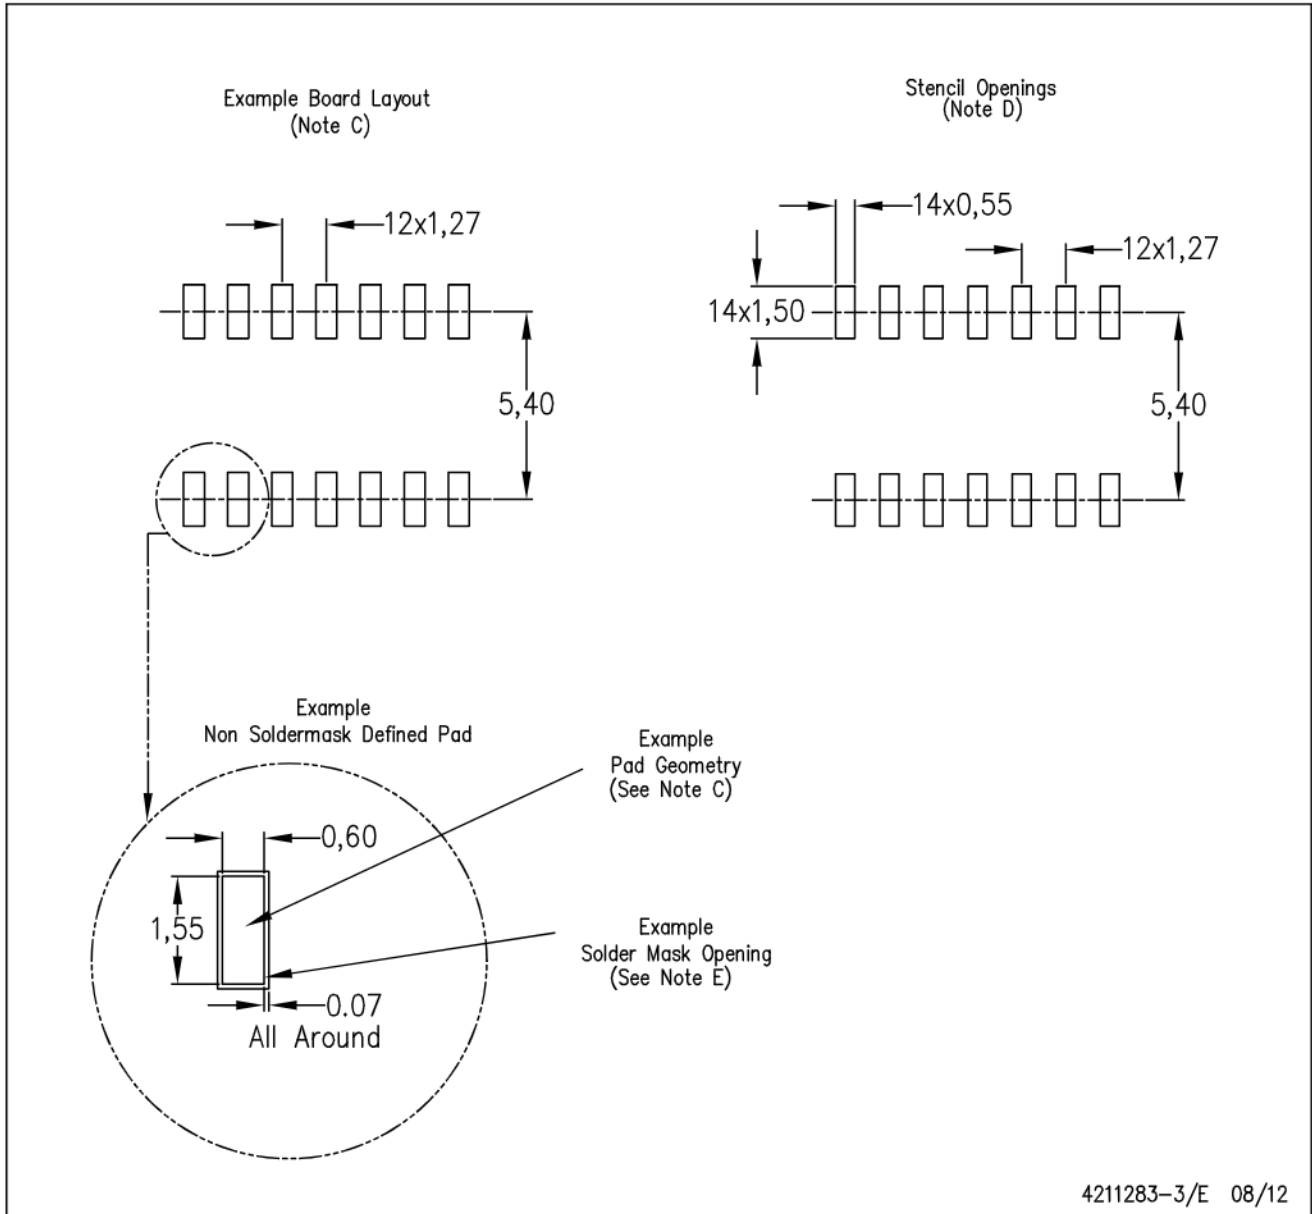 Example Board Layout
(Note C)
12x1,27
5,40
Stencil Openings
(Note D)
14x0,55
12x1,27
14x1,50
5,40
Example
Non Soldermask Defined Pad
Example
Pad Geometry
(See Note C)
0,60
1,55
Example
Solder Mask Opening
(See Note E)
0.07
All Around
4211283-3/E 08/12